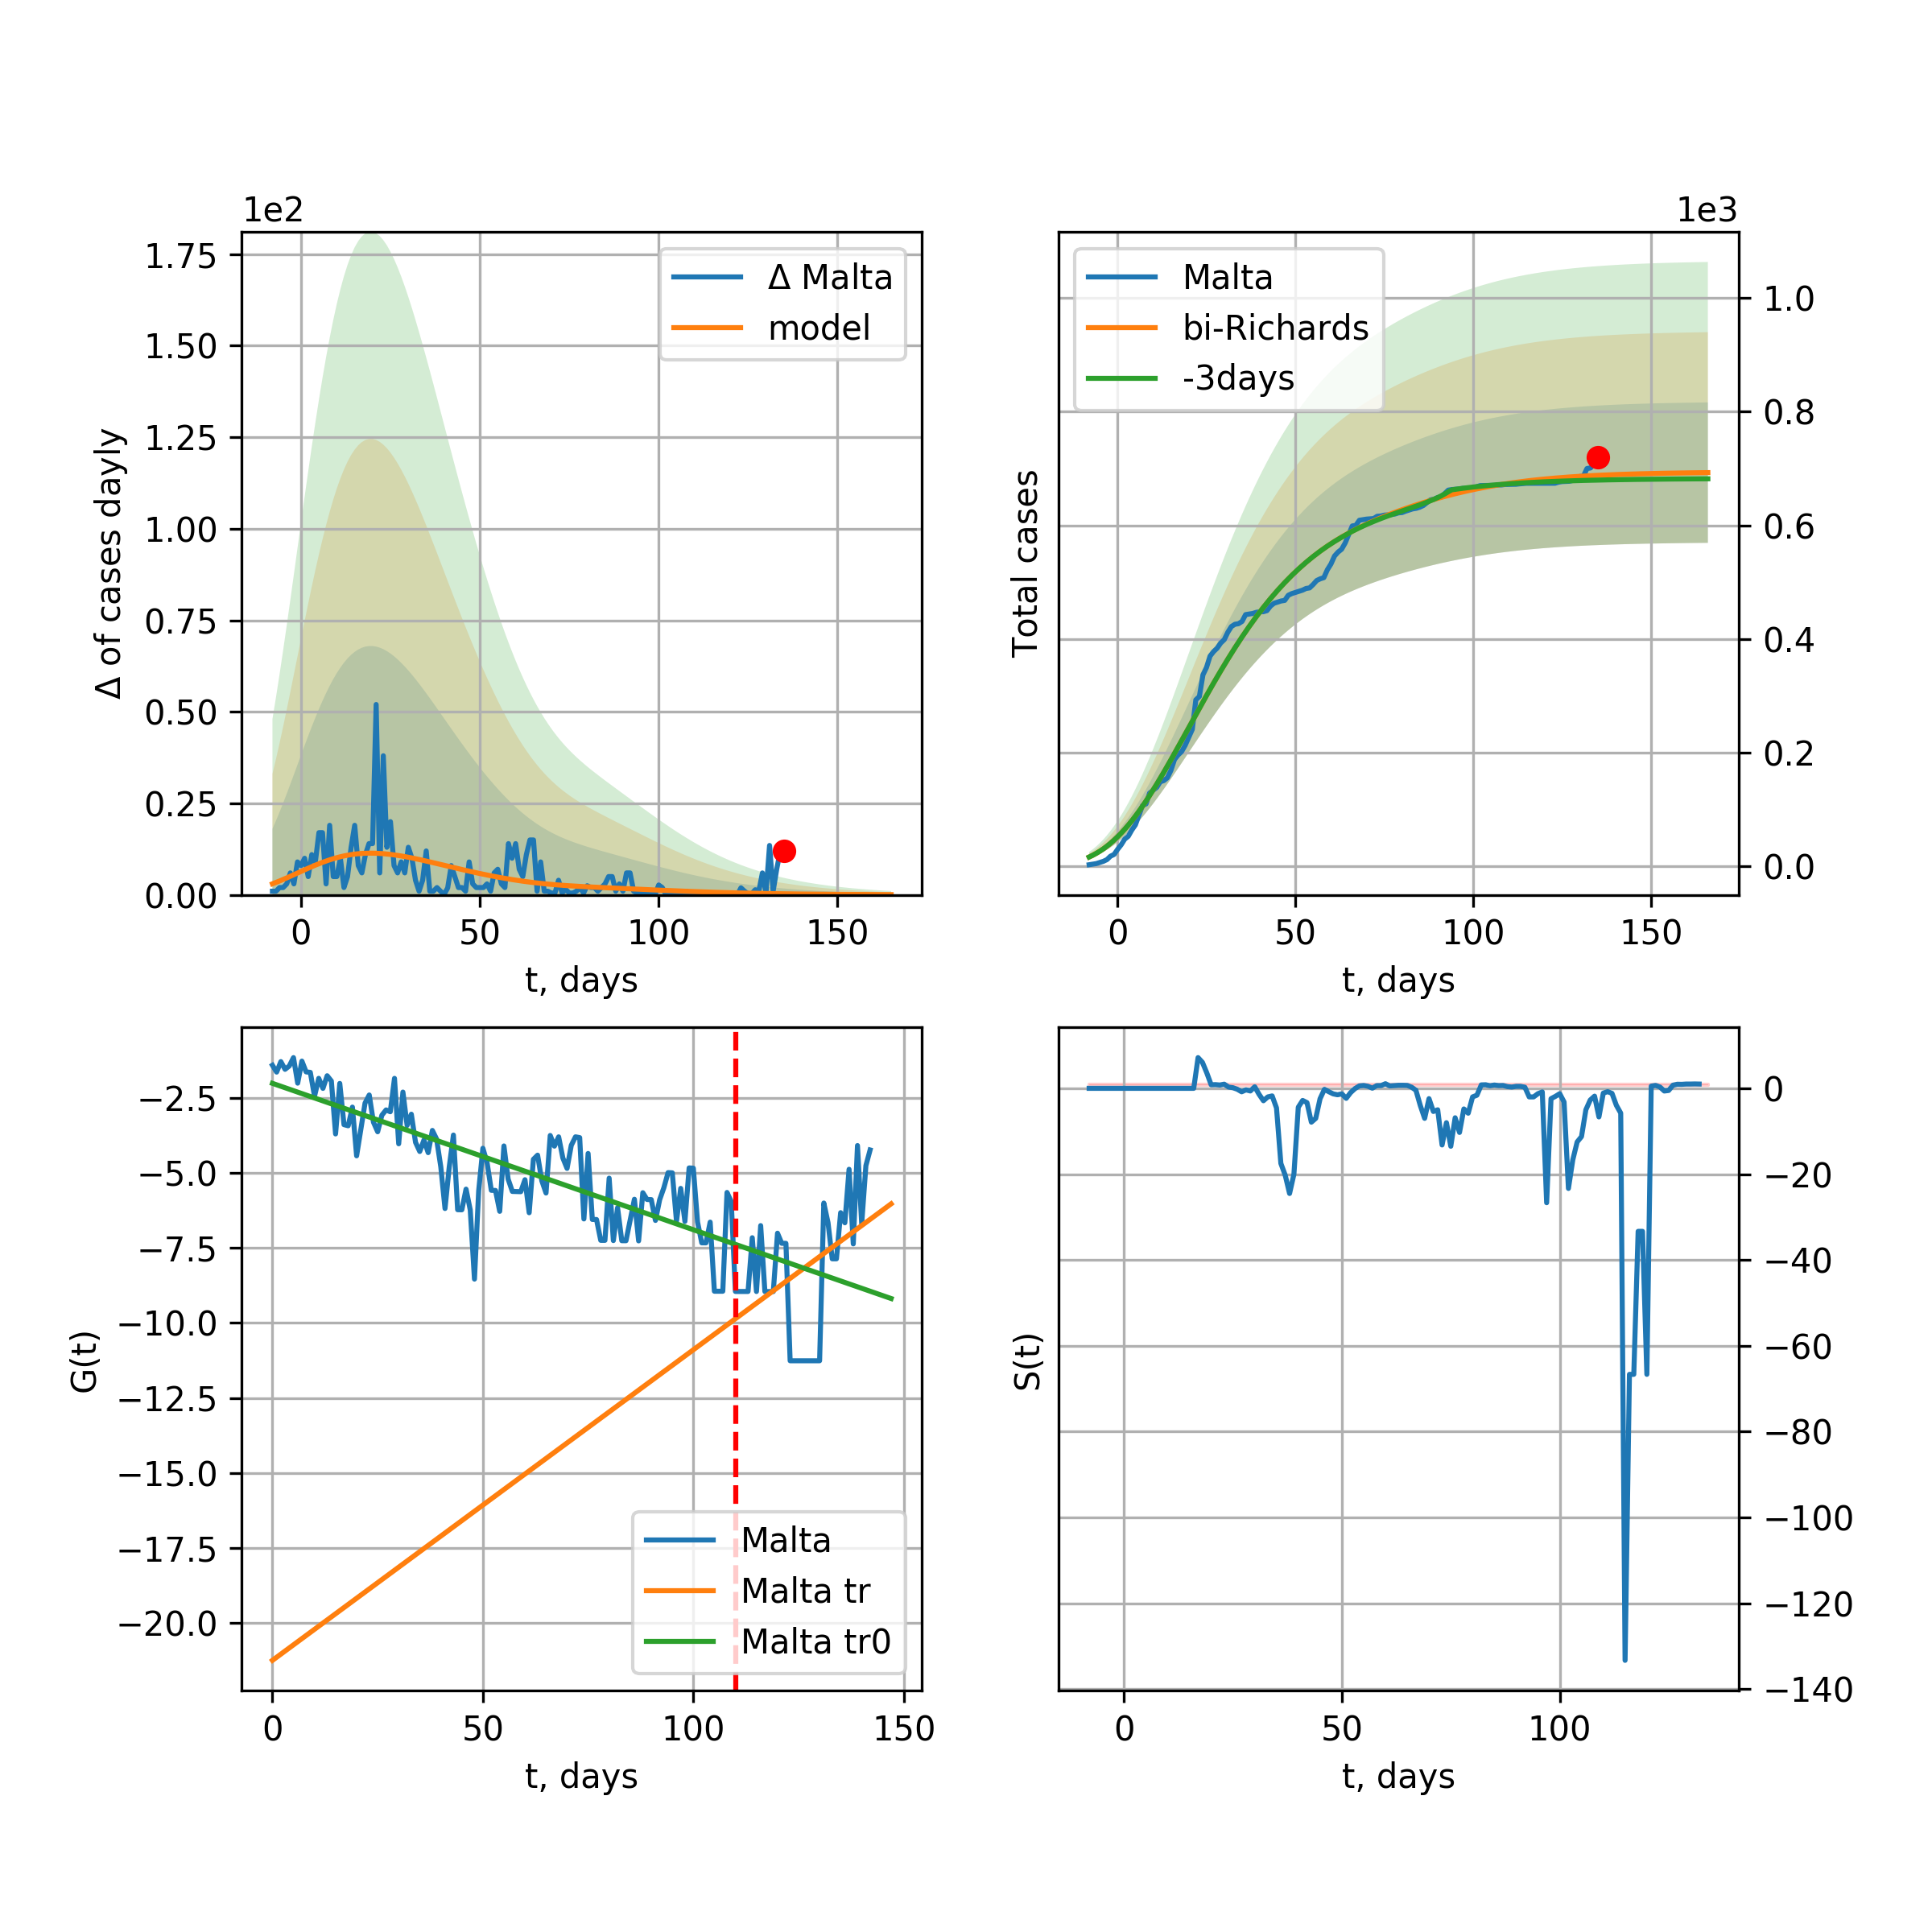 1e2
1.75
1.50
1.25
1.00
0.75
0.50
0.25
0.00
Δ of cases dayly
0 50 100 150
t, days
Δ Malta
model
1e3
Malta
bi-Richards
-3days
1.0
0.8
0.6
0.4
0.2
0.0
Total cases
0 50 100 150
t, days
−2.5
−5.0
−7.5
−10.0
−12.5
−15.0
−17.5
−20.0
G(t)
0 50 100 150
t, days
Malta
Malta tr
Malta tr0
0
−20
−40
−60
−80
−100
−120
−140
S(t)
0 50 100
t, days